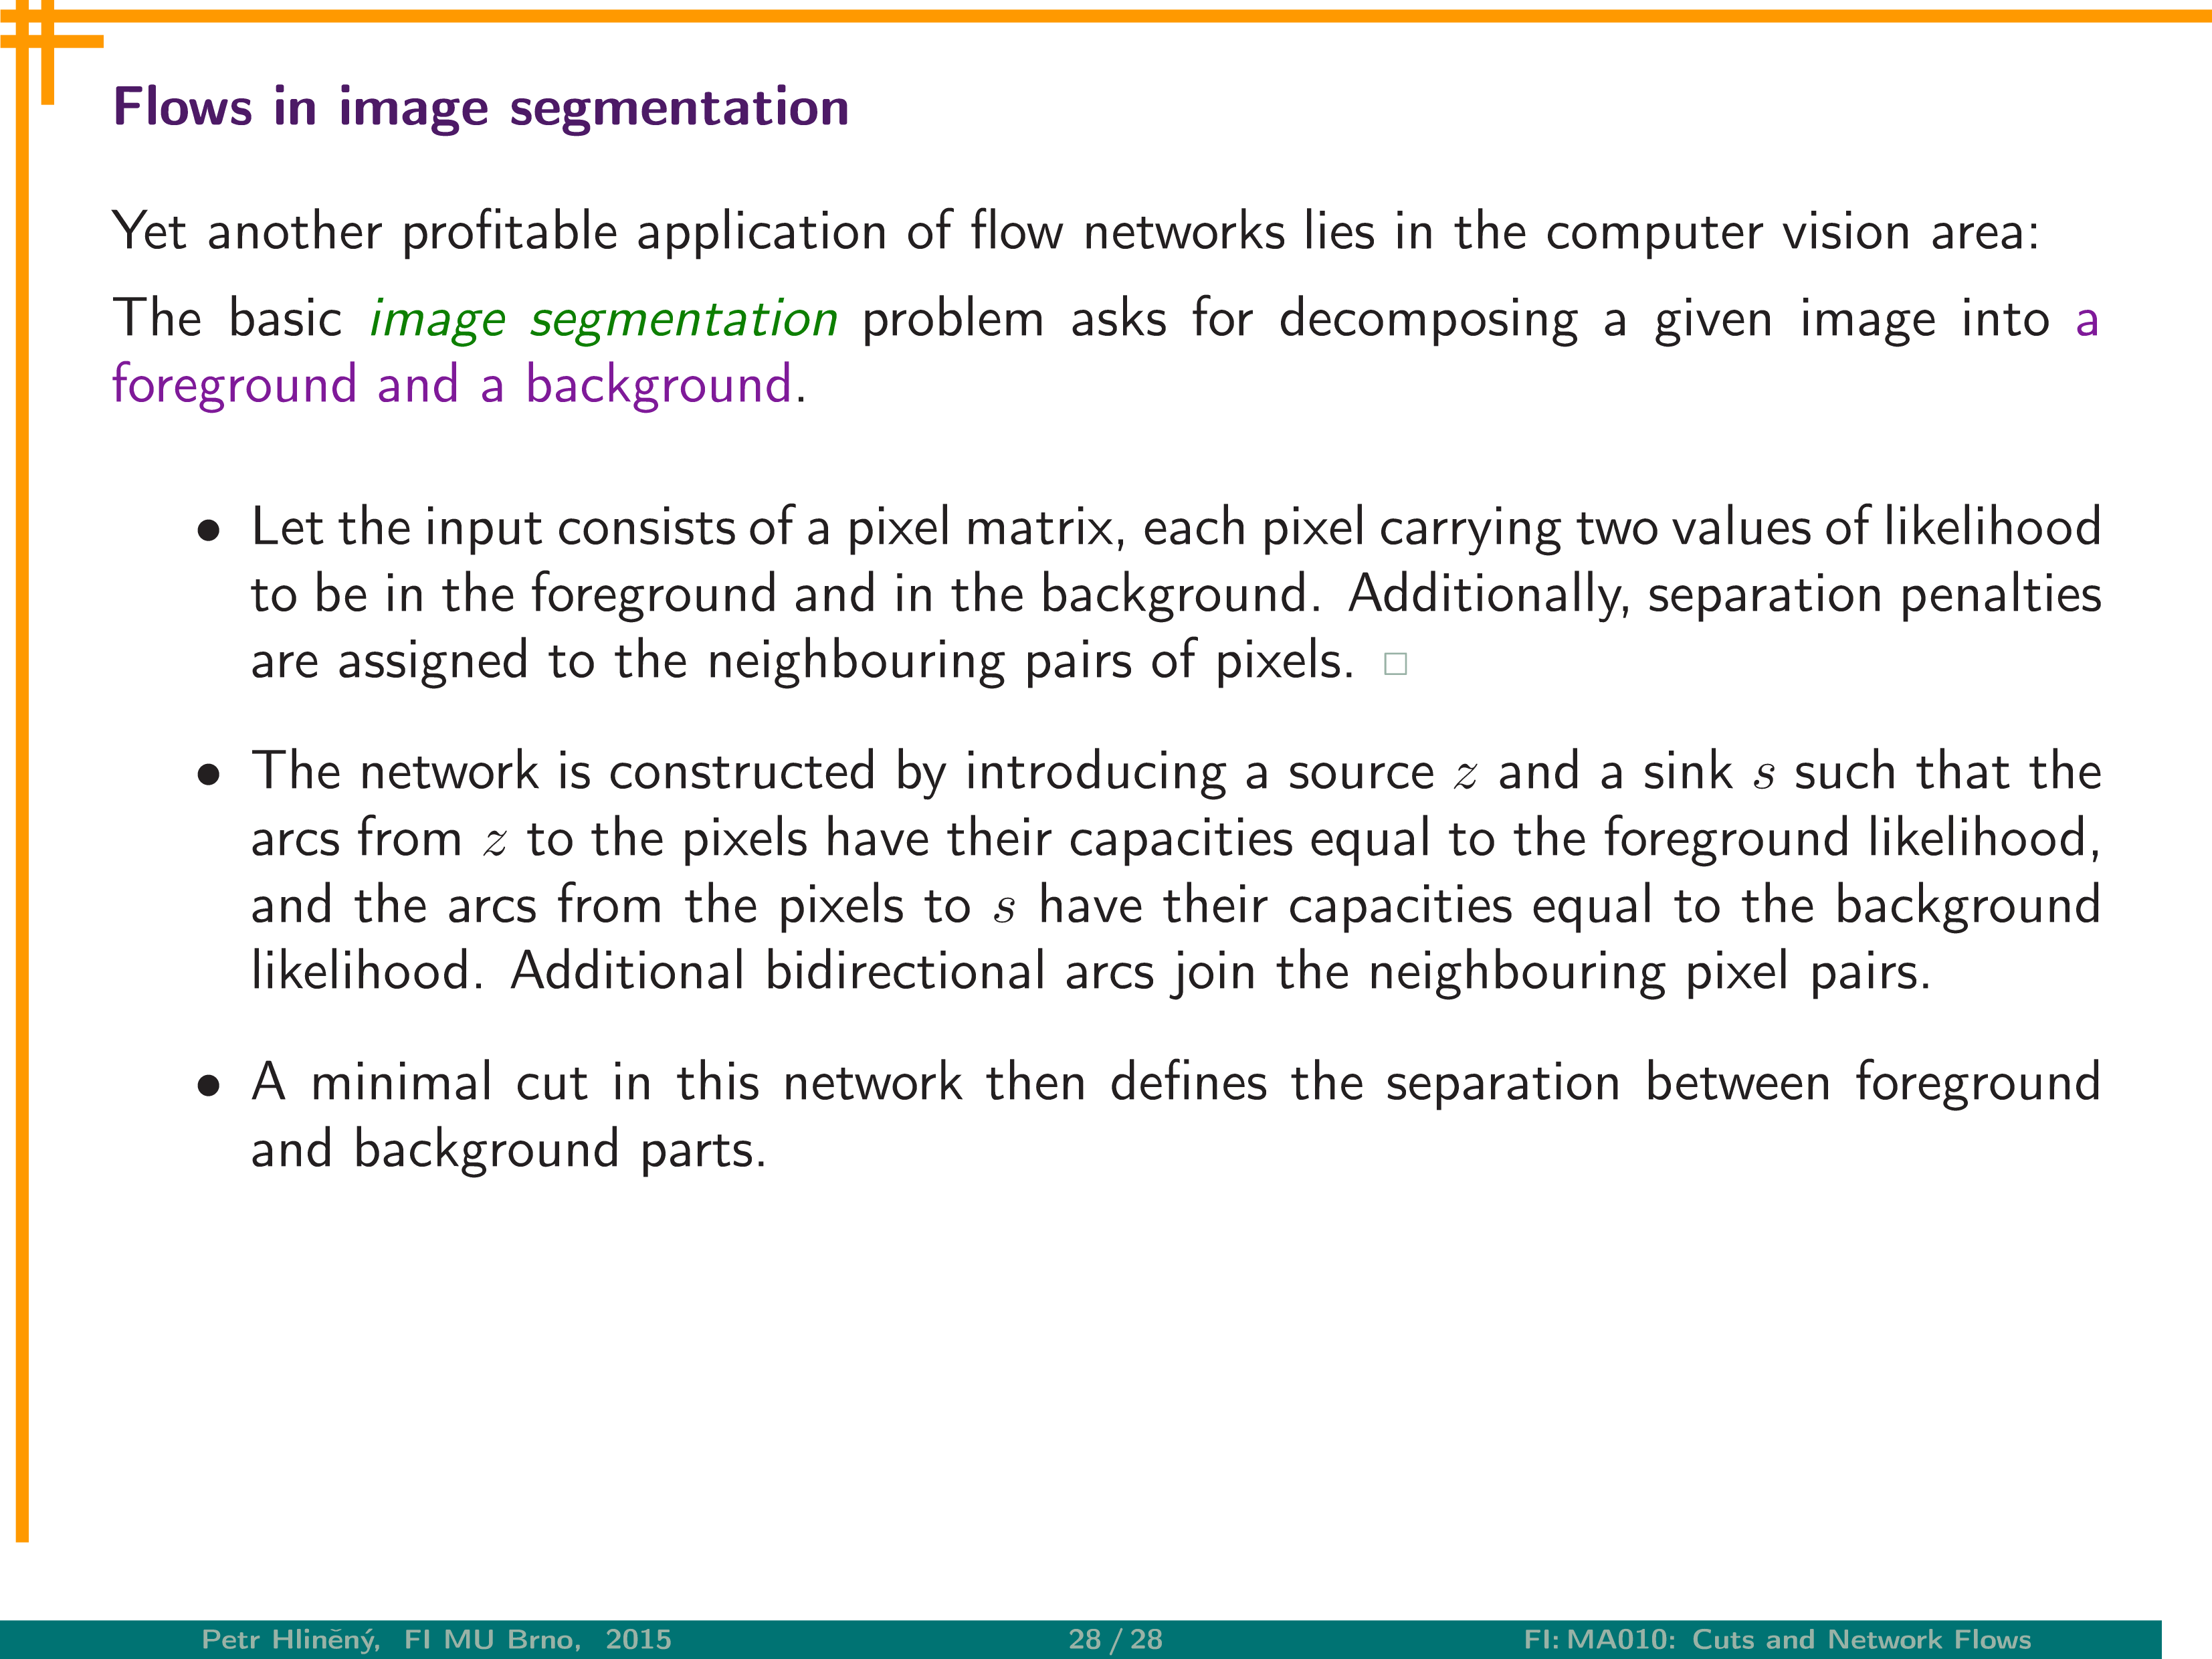 Flows in image segmentation
Yet another profitable application of flow networks lies in the computer vision area:
The basic image segmentation problem asks for decomposing a given image into a
foreground and a background.
• Let the input consists of a pixel matrix, each pixel carrying two values of likelihood
to be in the foreground and in the background. Additionally, separation penalties
are assigned to the neighbouring pairs of pixels. □
• The network is constructed by introducing a source z and a sink s such that the
arcs from z to the pixels have their capacities equal to the foreground likelihood,
and the arcs from the pixels to s have their capacities equal to the background
likelihood. Additional bidirectional arcs join the neighbouring pixel pairs.
• A minimal cut in this network then defines the separation between foreground
and background parts.
Petr Hliněný, FI MU Brno, 2015 28 / 28 FI: MA010: Cuts and Network Flows